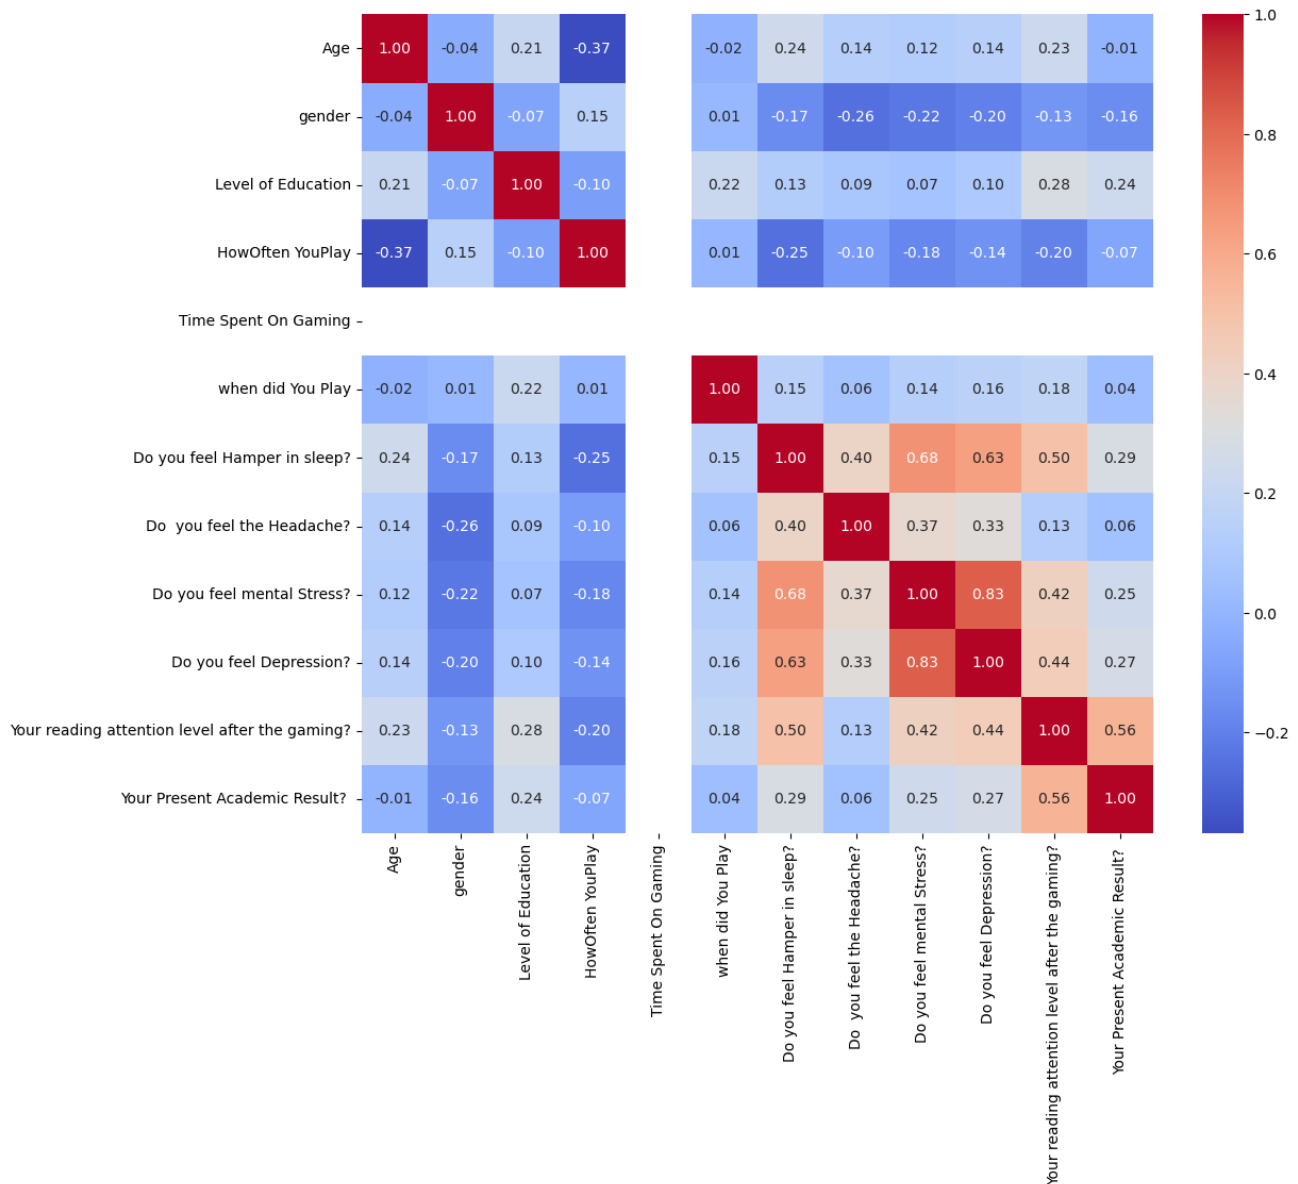 Age 1.00 -0.04 0.21 -0.37 -0.02 0.24 0.14 0.12 0.14 0.23 -0.01
gender -0.04 1.00 -0.07 0.15 0.01 -0.17 -0.26 -0.22 -0.20 -0.13 -0.16
Level of Education 0.21 -0.07 1.00 -0.10 0.22 0.13 0.09 0.07 0.10 0.28 0.24
HowOften YouPlay -0.37 0.15 -0.10 1.00 0.01 -0.25 -0.10 -0.18 -0.14 -0.20 -0.07
Time Spent On Gaming
when did You Play -0.02 0.01 0.22 0.01 1.00 0.15 0.06 0.14 0.16 0.18 0.04
Do you feel Hamper in sleep? 0.24 -0.17 0.13 -0.25 0.15 1.00 0.40 0.68 0.63 0.50 0.29
Do  you feel the Headache? 0.14 -0.26 0.09 -0.10 0.06 0.40 1.00 0.37 0.33 0.13 0.06
Do you feel mental Stress? 0.12 -0.22 0.07 -0.18 0.14 0.68 0.37 1.00 0.83 0.42 0.25
Do you feel Depression? 0.14 -0.20 0.10 -0.14 0.16 0.63 0.33 0.83 1.00 0.44 0.27
Your reading attention level after the gaming? 0.23 -0.13 0.28 -0.20 0.18 0.50 0.13 0.42 0.44 1.00 0.56
Your Present Academic Result? -0.01 -0.16 0.24 -0.07 0.04 0.29 0.06 0.25 0.27 0.56 1.00
Age
gender
Level of Education
HowOften YouPlay
Time Spent On Gaming
when did You Play
Do you feel Hamper in sleep?
Do  you feel the Headache?
Do you feel mental Stress?
Do you feel Depression?
Your reading attention level after the gaming?
Your Present Academic Result?
1.0
0.8
0.6
0.4
0.2
0.0
−0.2